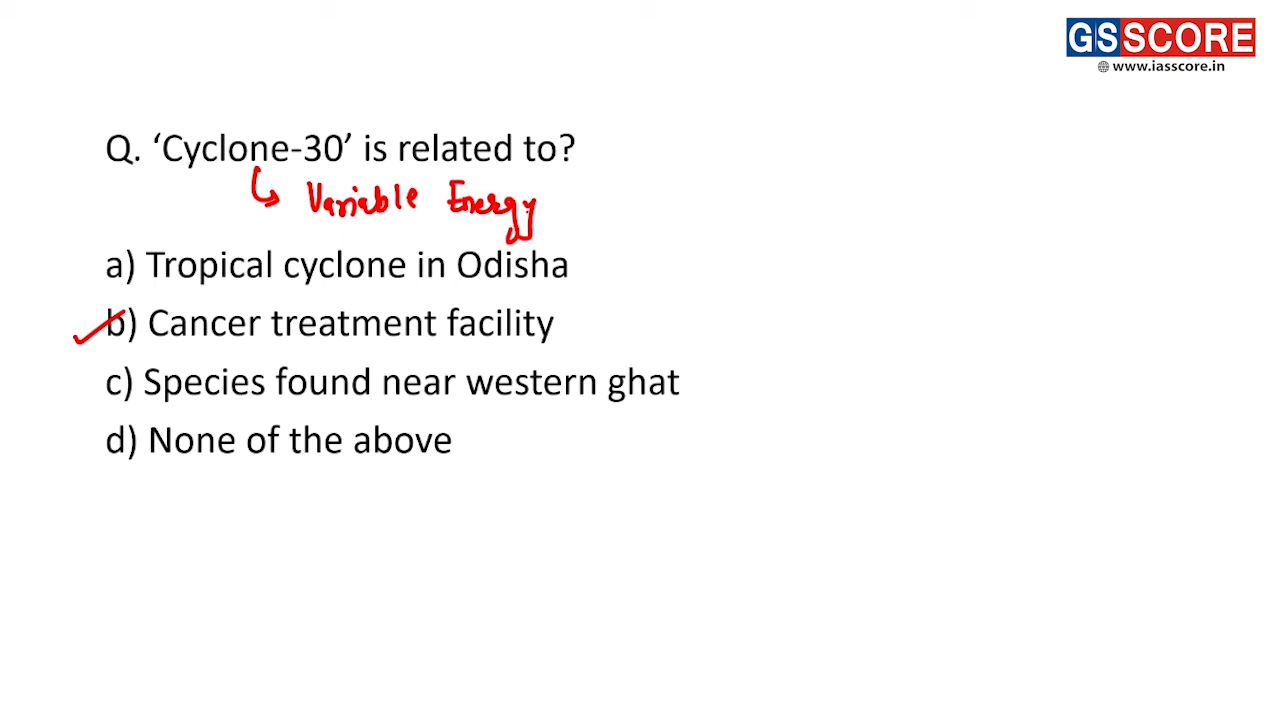 GSSCORE
www.iasscore.in
Q. ‘Cyclone-30’ is related to?
Variable Energy
a) Tropical cyclone in Odisha
b) Cancer treatment facility
c) Species found near western ghat
d) None of the above